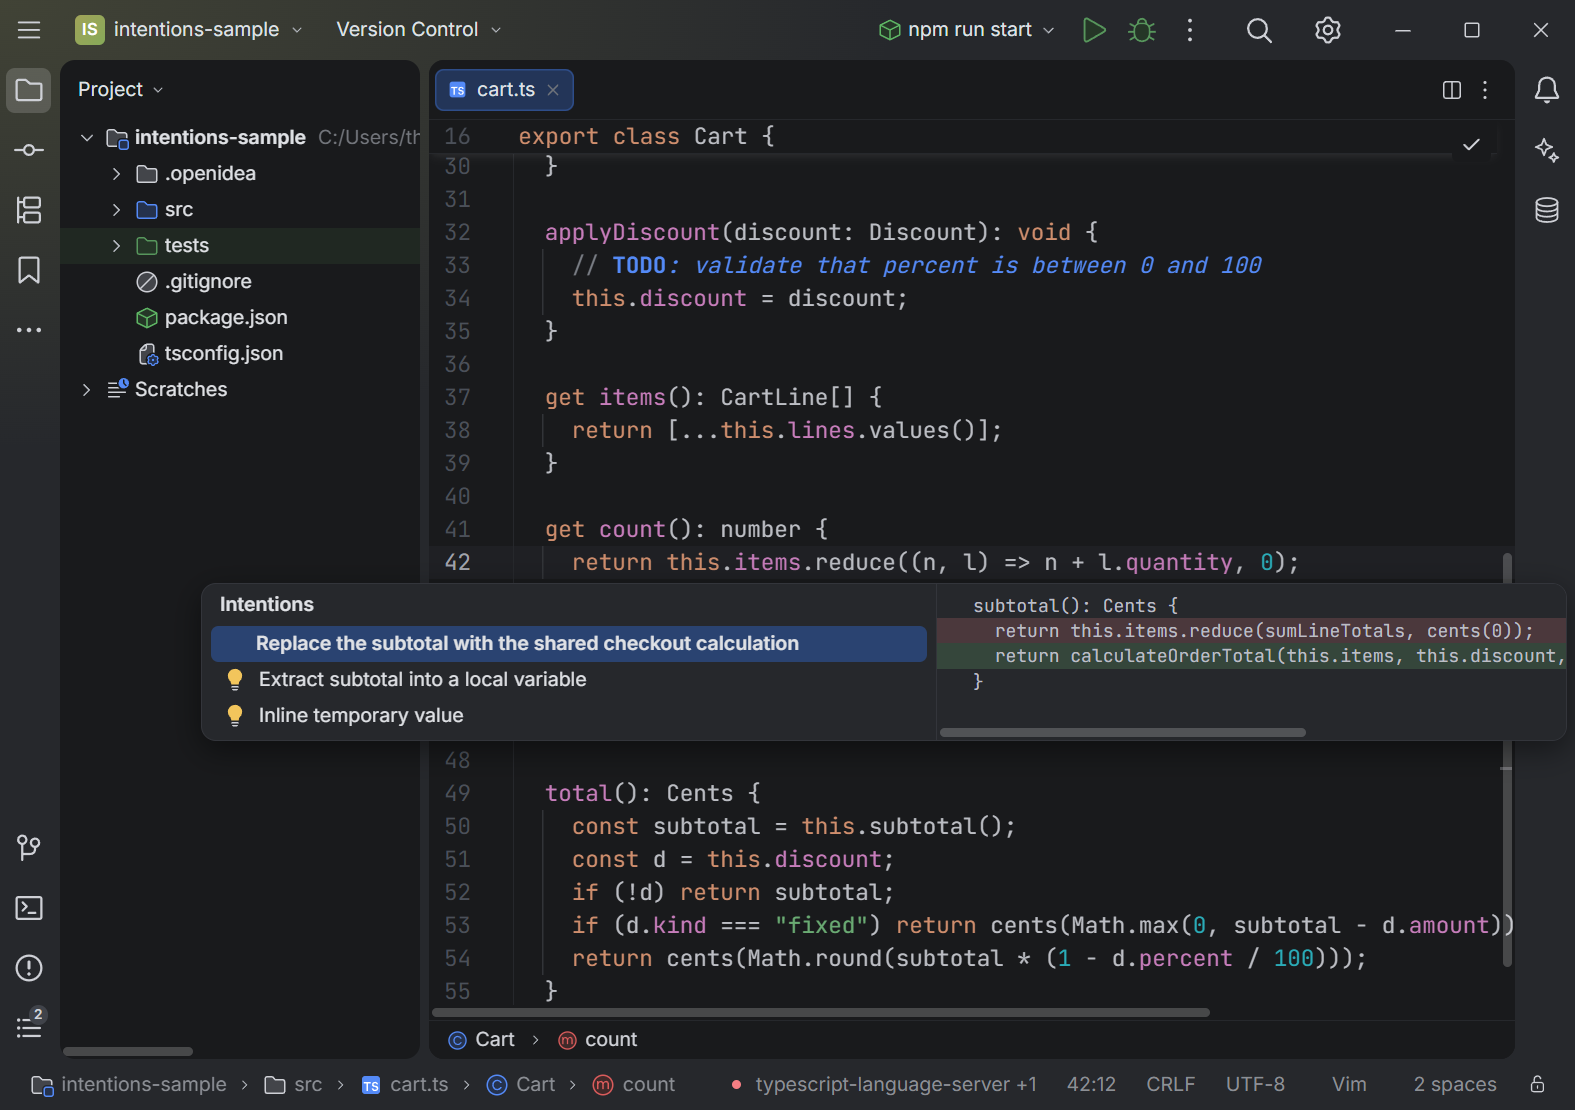 IS intentions-sample Version Control npm run start
Project
cart.ts
intentions-sample C:/Users/th
.openidea
src
tests
.gitignore
package.json
tsconfig.json
Scratches
16 export class Cart {
30 }
31
32 applyDiscount(discount: Discount): void {
33 // TODO: validate that percent is between 0 and 100
34 this.discount = discount;
35 }
36
37 get items(): CartLine[] {
38 return [...this.lines.values()];
39 }
40
41 get count(): number {
42 return this.items.reduce((n, l) => n + l.quantity, 0);
Intentions
Replace the subtotal with the shared checkout calculation
Extract subtotal into a local variable
Inline temporary value
subtotal(): Cents {
return this.items.reduce(sumLineTotals, cents(0));
return calculateOrderTotal(this.items, this.discount,
}
48
49 total(): Cents {
50 const subtotal = this.subtotal();
51 const d = this.discount;
52 if (!d) return subtotal;
53 if (d.kind === "fixed") return cents(Math.max(0, subtotal - d.amount))
54 return cents(Math.round(subtotal * (1 - d.percent / 100)));
55 }
2
Cart > count
intentions-sample > src > cart.ts > Cart > count typescript-language-server +1 42:12 CRLF UTF-8 Vim 2 spaces